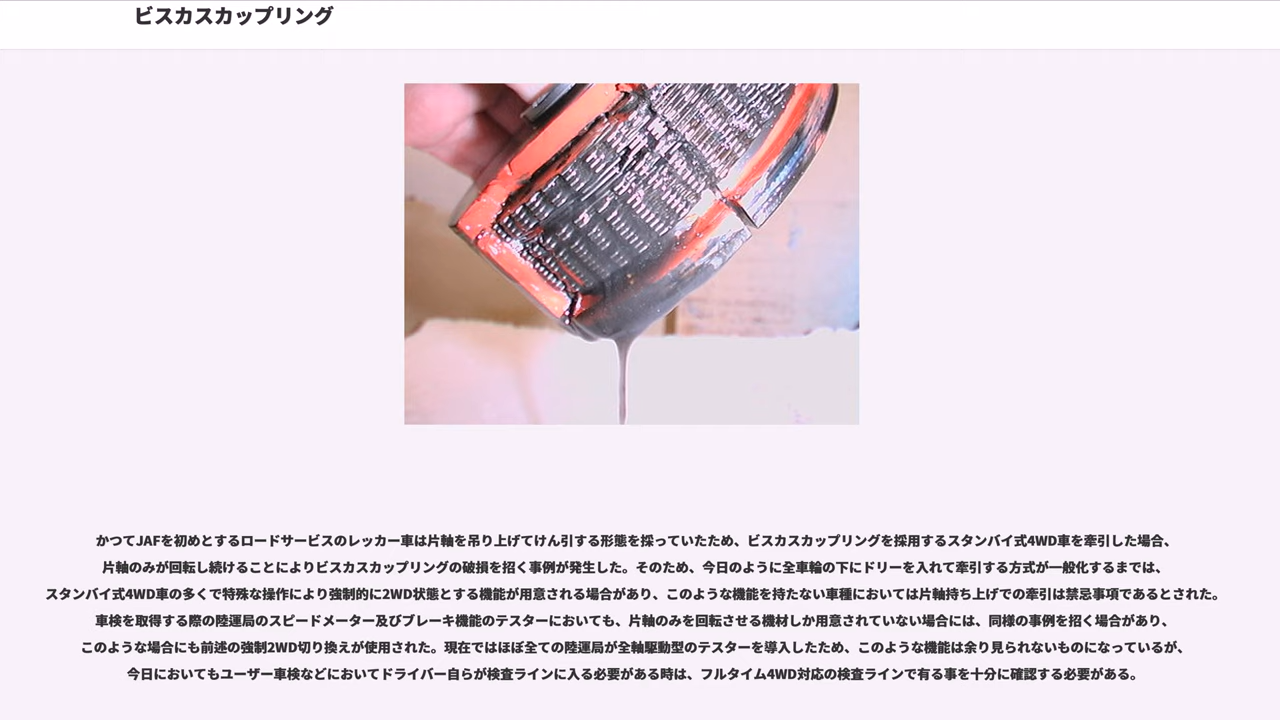 ビスカスカップリング
かつてJAFを初めとするロードサービスのレッカー車は片軸を吊り上げてけん引する形態を採っていたため、ビスカスカップリングを採用するスタンバイ式4WD車を牽引した場合、
片軸のみが回転し続けることによりビスカスカップリングの破損を招く事例が発生した。そのため、今日のように全車輪の下にドリーを入れて牽引する方式が一般化するまでは、
スタンバイ式4WD車の多くで特殊な操作により強制的に2WD状態とする機能が用意される場合があり、このような機能を持たない車種においては片軸持ち上げでの牽引は禁忌事項であるとされた。
車検を取得する際の陸運局のスピードメーター及びブレーキ機能のテスターにおいても、片軸のみを回転させる機材しか用意されていない場合には、同様の事例を招く場合があり、
このような場合にも前述の強制2WD切り換えが使用された。現在ではほぼ全ての陸運局が全軸駆動型のテスターを導入したため、このような機能は余り見られないものになっているが、
今日においてもユーザー車検などにおいてドライバー自らが検査ラインに入る必要がある時は、フルタイム4WD対応の検査ラインで有る事を十分に確認する必要がある。